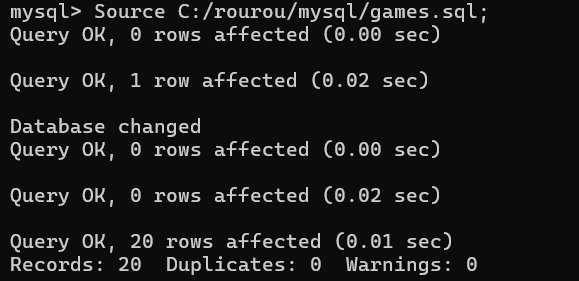 mysql> Source C:/rourou/mysql/games.sql;
Query OK, 0 rows affected (0.00 sec)
Query OK, 1 row affected (0.02 sec)
Database changed
Query OK, 0 rows affected (0.00 sec)
Query OK, 0 rows affected (0.02 sec)
Query OK, 20 rows affected (0.01 sec)
Records: 20  Duplicates: 0  Warnings: 0